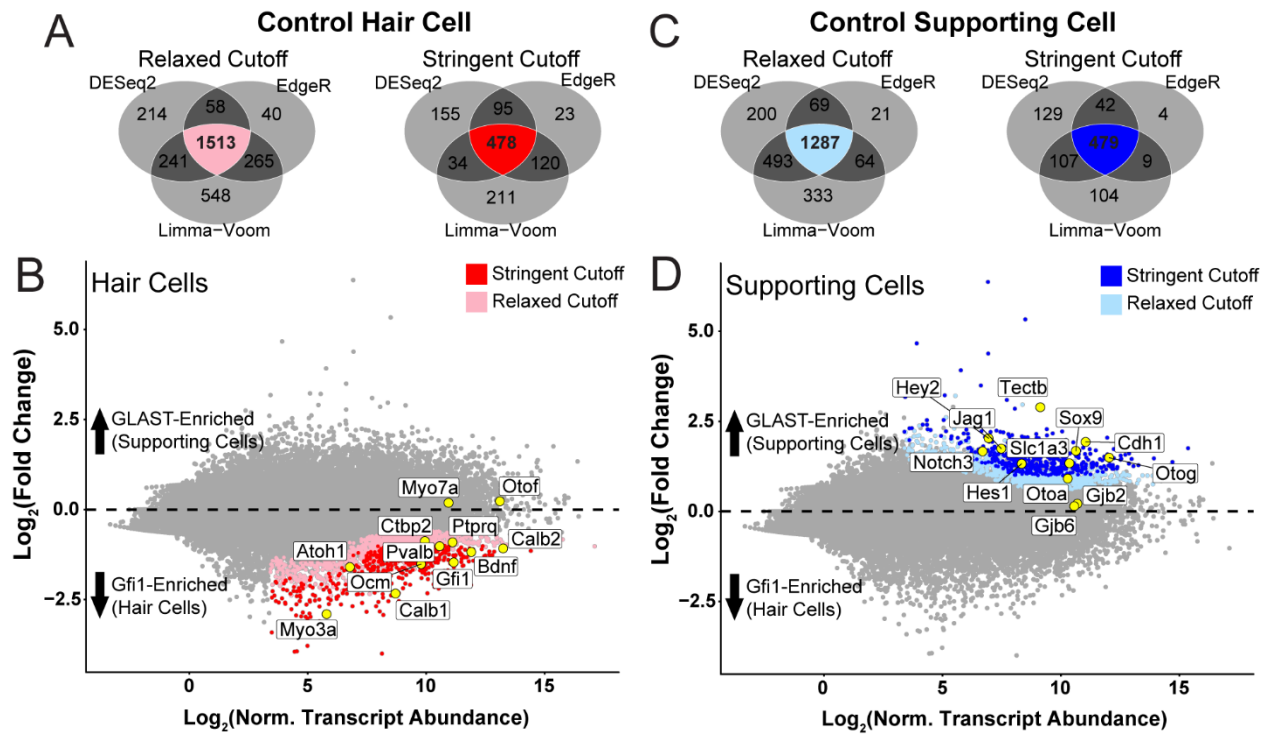 A
Control Hair Cell
Relaxed Cutoff
DESeq2
EdgeR
214
58
40
1513
241
265
548
Limma-Voom
Stringent Cutoff
DESeq2
EdgeR
155
95
23
478
34
120
211
Limma-Voom
C
Control Supporting Cell
Relaxed Cutoff
DESeq2
EdgeR
200
69
21
1287
493
64
333
Limma-Voom
Stringent Cutoff
DESeq2
EdgeR
129
42
4
479
107
9
104
Limma-Voom
B
Hair Cells
Stringent Cutoff
Relaxed Cutoff
Log2(Fold Change)
5.0
2.5
0.0
−2.5
GLAST-Enriched
(Supporting Cells)
Gfi1-Enriched
(Hair Cells)
Myo7a
Otof
Ctbp2
Ptprq
Calb2
Atoh1
Pvalb
Bdnf
Ocm
Gfi1
Calb1
Myo3a
0
5
10
15
Log2(Norm. Transcript Abundance)
D
Supporting Cells
Stringent Cutoff
Relaxed Cutoff
Log2(Fold Change)
5.0
2.5
0.0
−2.5
GLAST-Enriched
(Supporting Cells)
Gfi1-Enriched
(Hair Cells)
Hey2
Tectb
Jag1
Sox9
Slc1a3
Cdh1
Notch3
Otog
Hes1
Otoa
Gjb2
Gjb6
0
5
10
15
Log2(Norm. Transcript Abundance)